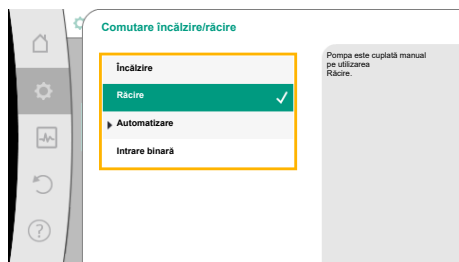 Comutare încălzire/răcire
Încălzire
Răcire
Automatizare
Intrare binară
Pompa este cuplată manual
pe utilizarea
Răcire.